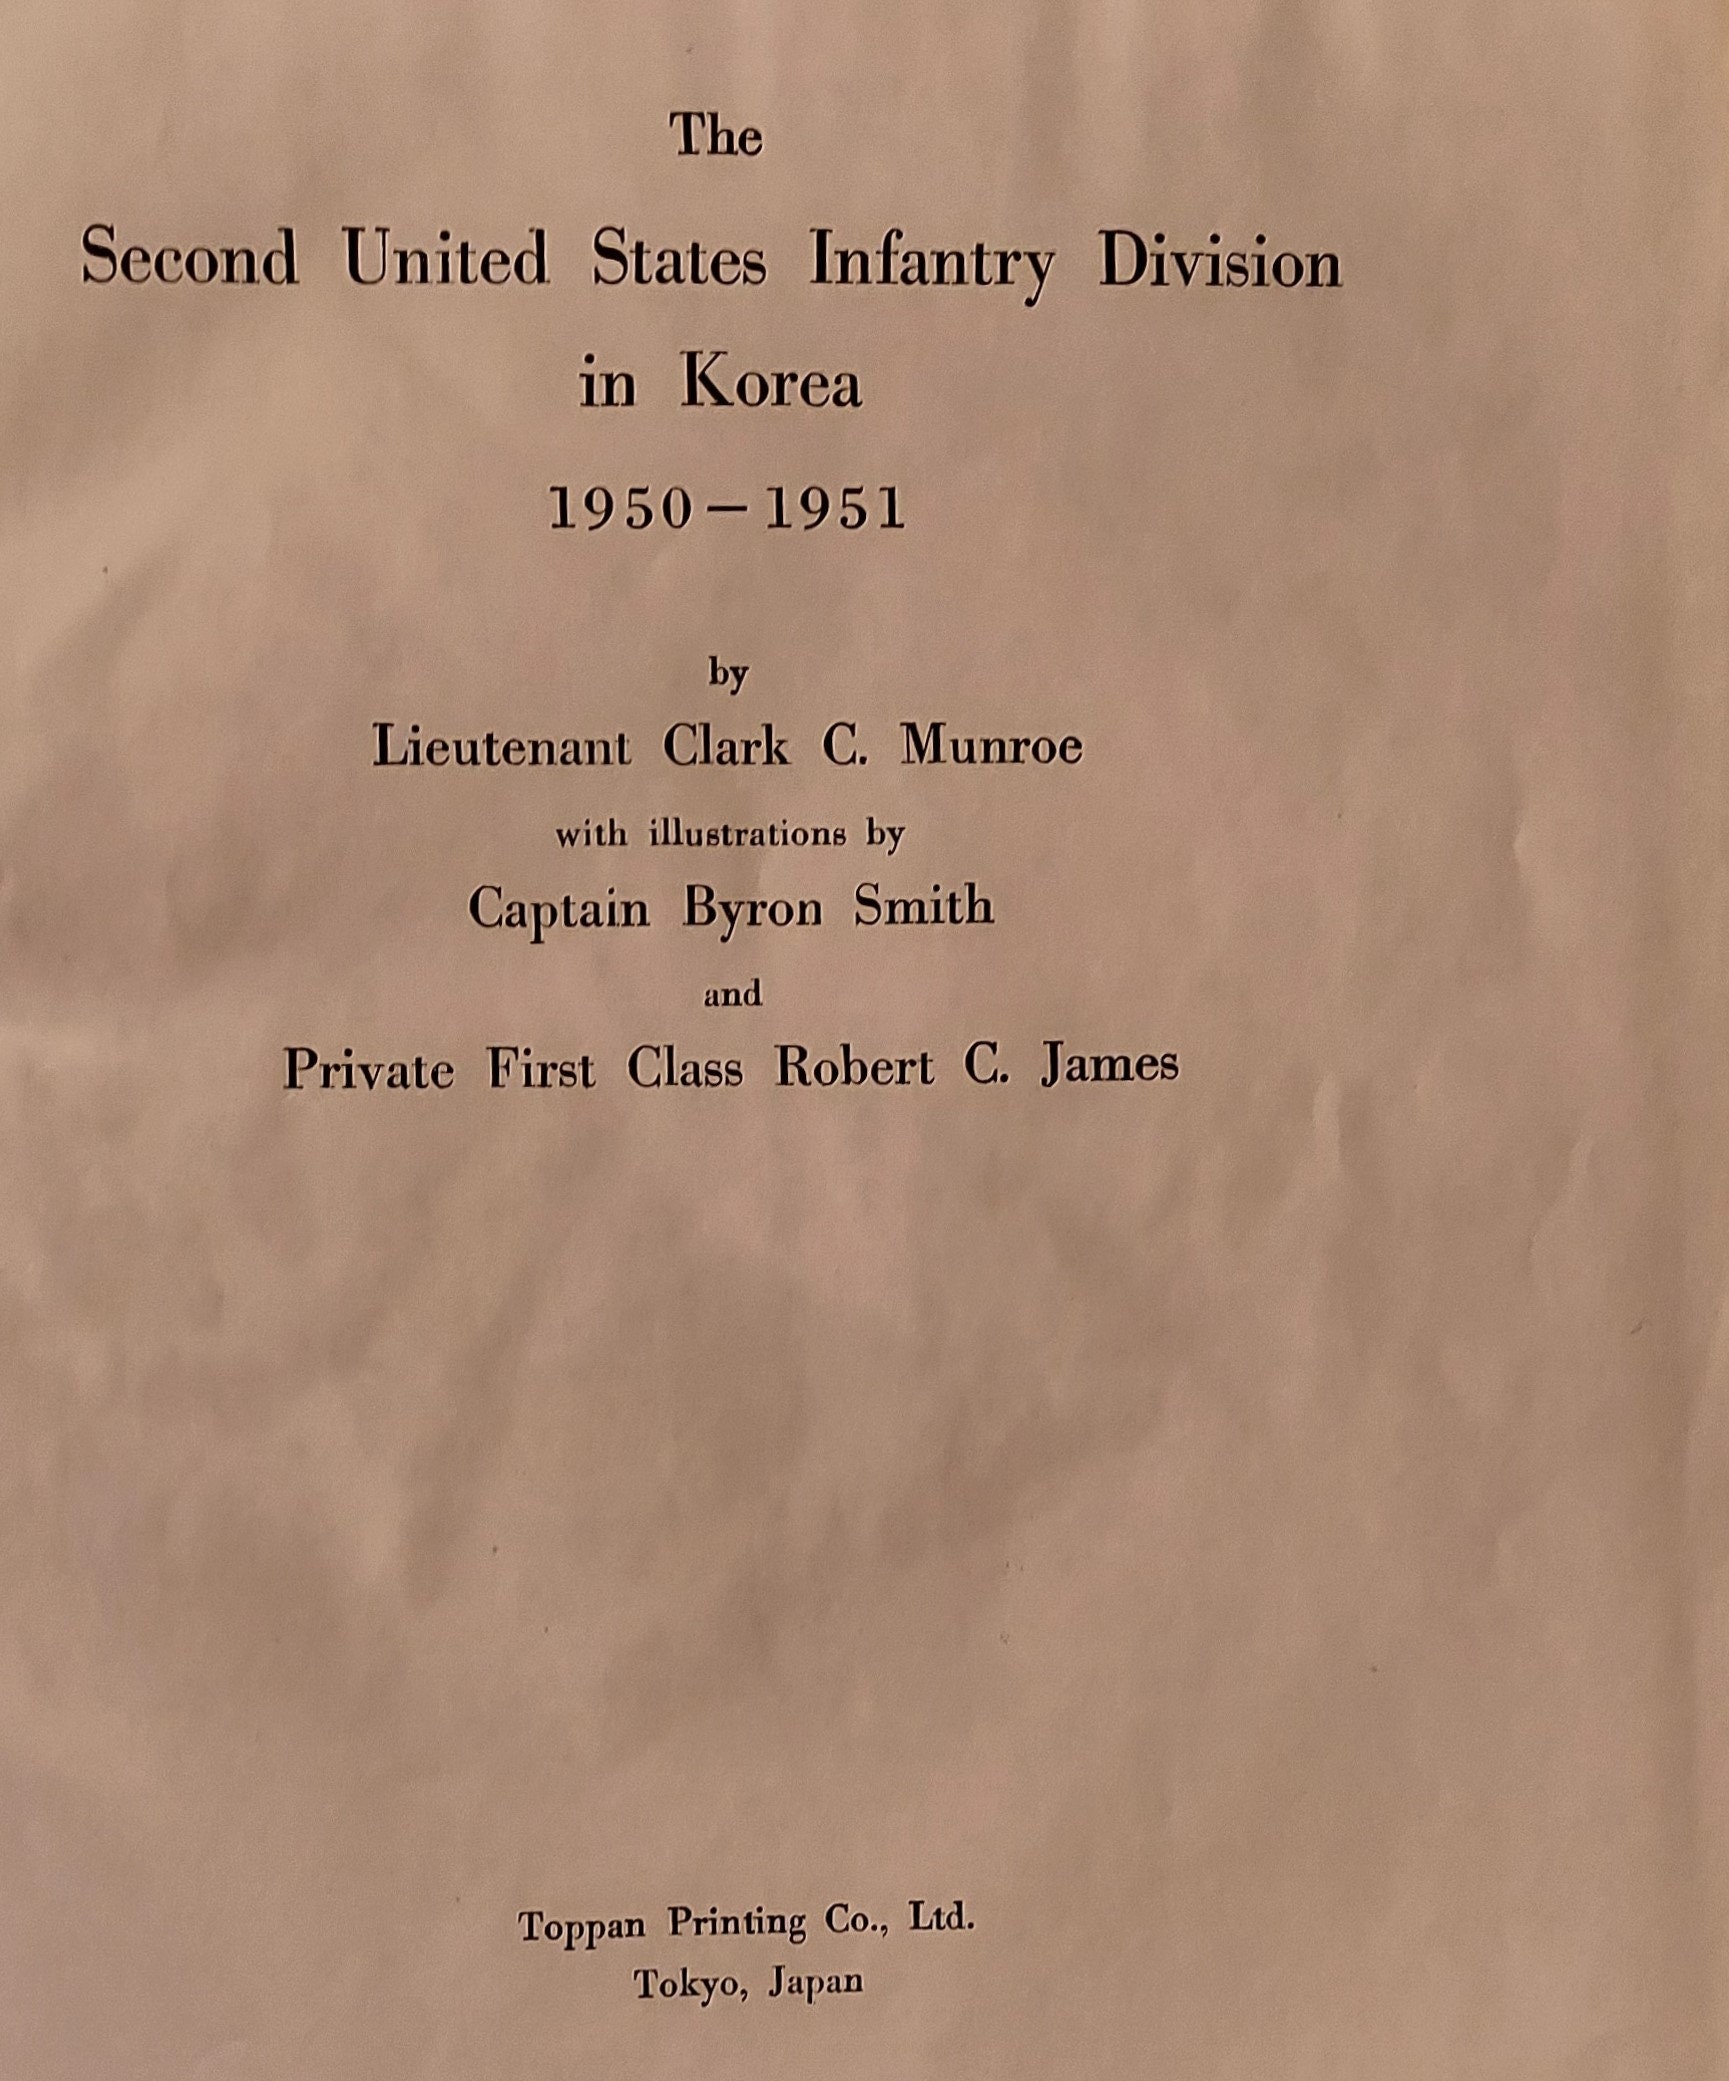 The
Second United States Infantry Division
in Korea
1950—1951
by
Lieutenant Clark C. Munroe
with illustrations by
Captain Byron Smith
and
Private First Class Robert C. James
Toppan Printing Co., Ltd.
Tokyo, Japan